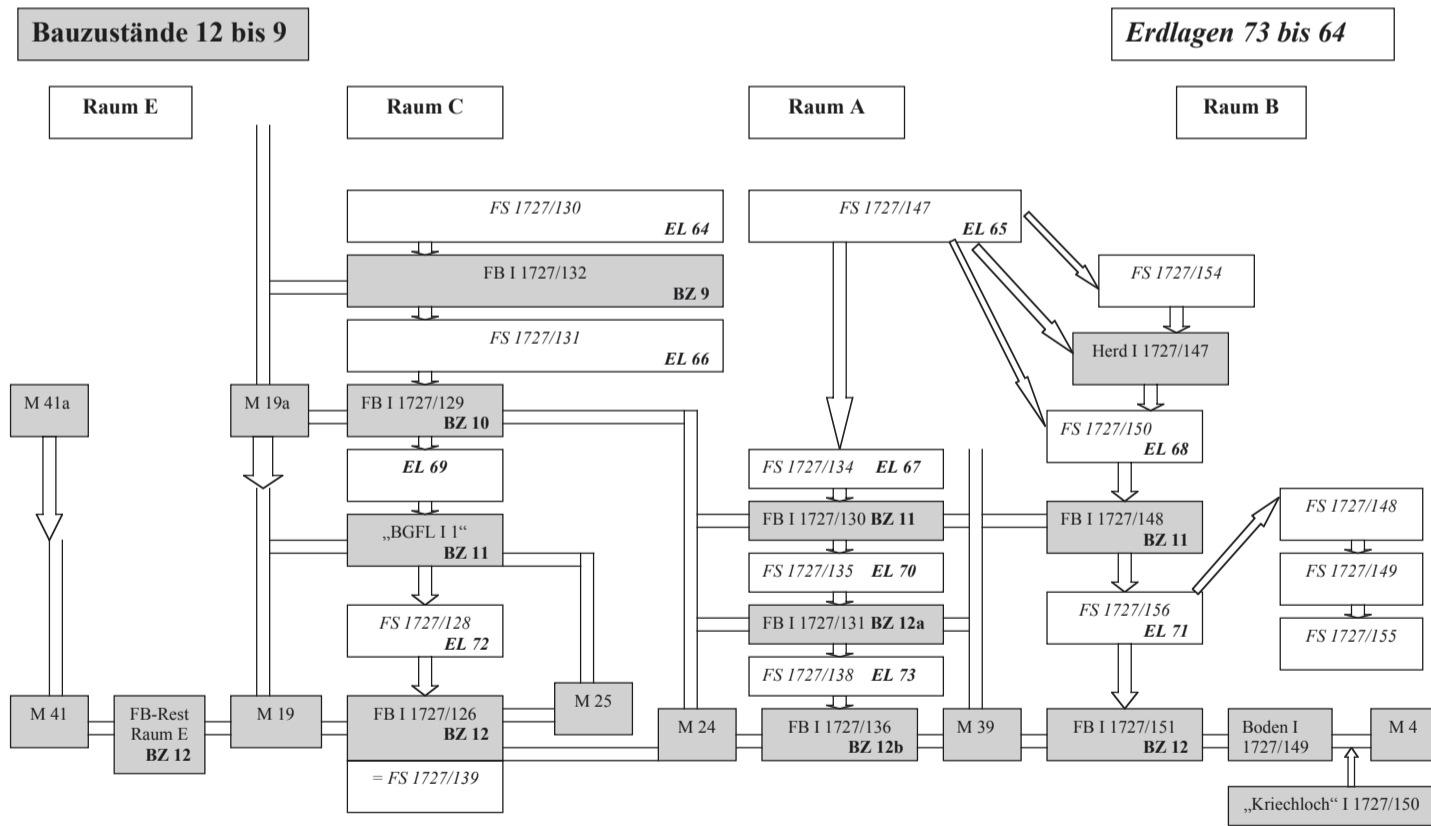 Bauzustände 12 bis 9
Erdlagen 73 bis 64
Raum E
Raum C
Raum A
Raum B
FS 1727/130
EL 64
FS 1727/147
EL 65
FB I 1727/132
BZ 9
FS 1727/154
FS 1727/131
EL 66
Herd I 1727/147
M 41a
M 19a
FB I 1727/129
BZ 10
FS 1727/150
EL 68
EL 69
FS 1727/134 EL 67
„BGFL I 1“
BZ 11
FB I 1727/130 BZ 11
FB I 1727/148
BZ 11
FS 1727/148
FS 1727/135 EL 70
FS 1727/149
FS 1727/128
EL 72
FB I 1727/131 BZ 12a
FS 1727/156
EL 71
FS 1727/155
FS 1727/138 EL 73
M 41
FB-Rest
Raum E
BZ 12
M 19
FB I 1727/126
BZ 12
M 25
M 24
FB I 1727/136
BZ 12b
M 39
FB I 1727/151
BZ 12
Boden I
1727/149
M 4
= FS 1727/139
„Kriechloch“ I 1727/150